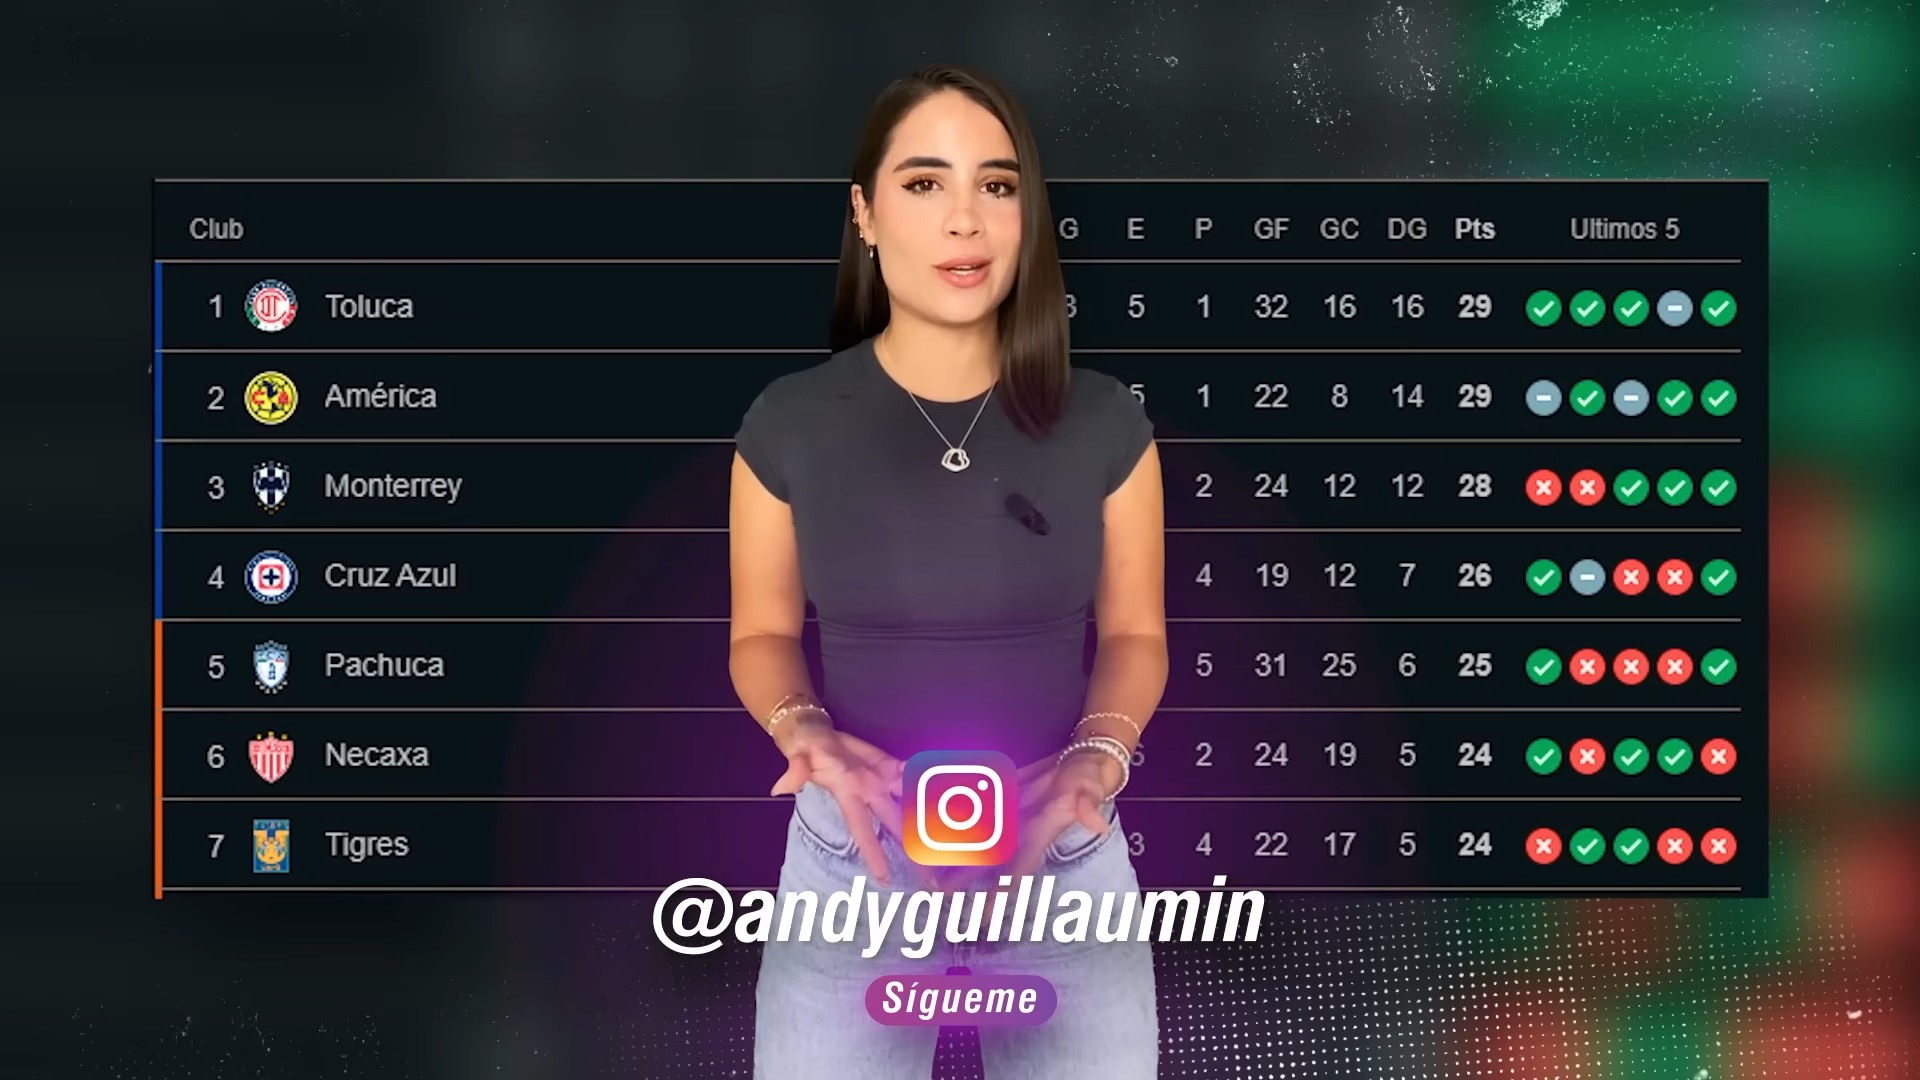 Club G E P GF GC DG Pts Ultimos 5
1 Toluca 5 1 32 16 16 29
2 América 5 1 22 8 14 29
3 Monterrey 2 24 12 12 28
4 Cruz Azul 4 19 12 7 26
5 Pachuca 5 31 25 6 25
6 Necaxa 6 2 24 19 5 24
7 Tigres 3 4 22 17 5 24
@andyguillaumin
Sígueme